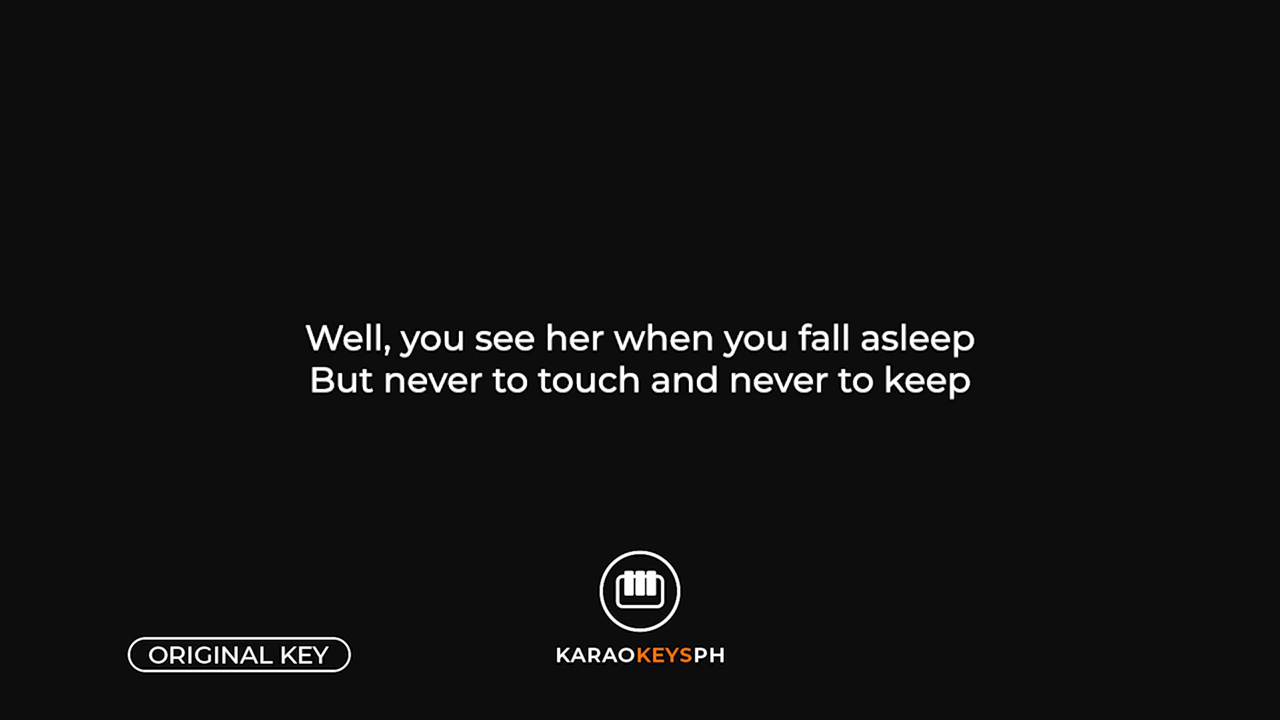 Well, you see her when you fall asleep
But never to touch and never to keep
ORIGINAL KEY
KARAOKEYSPH